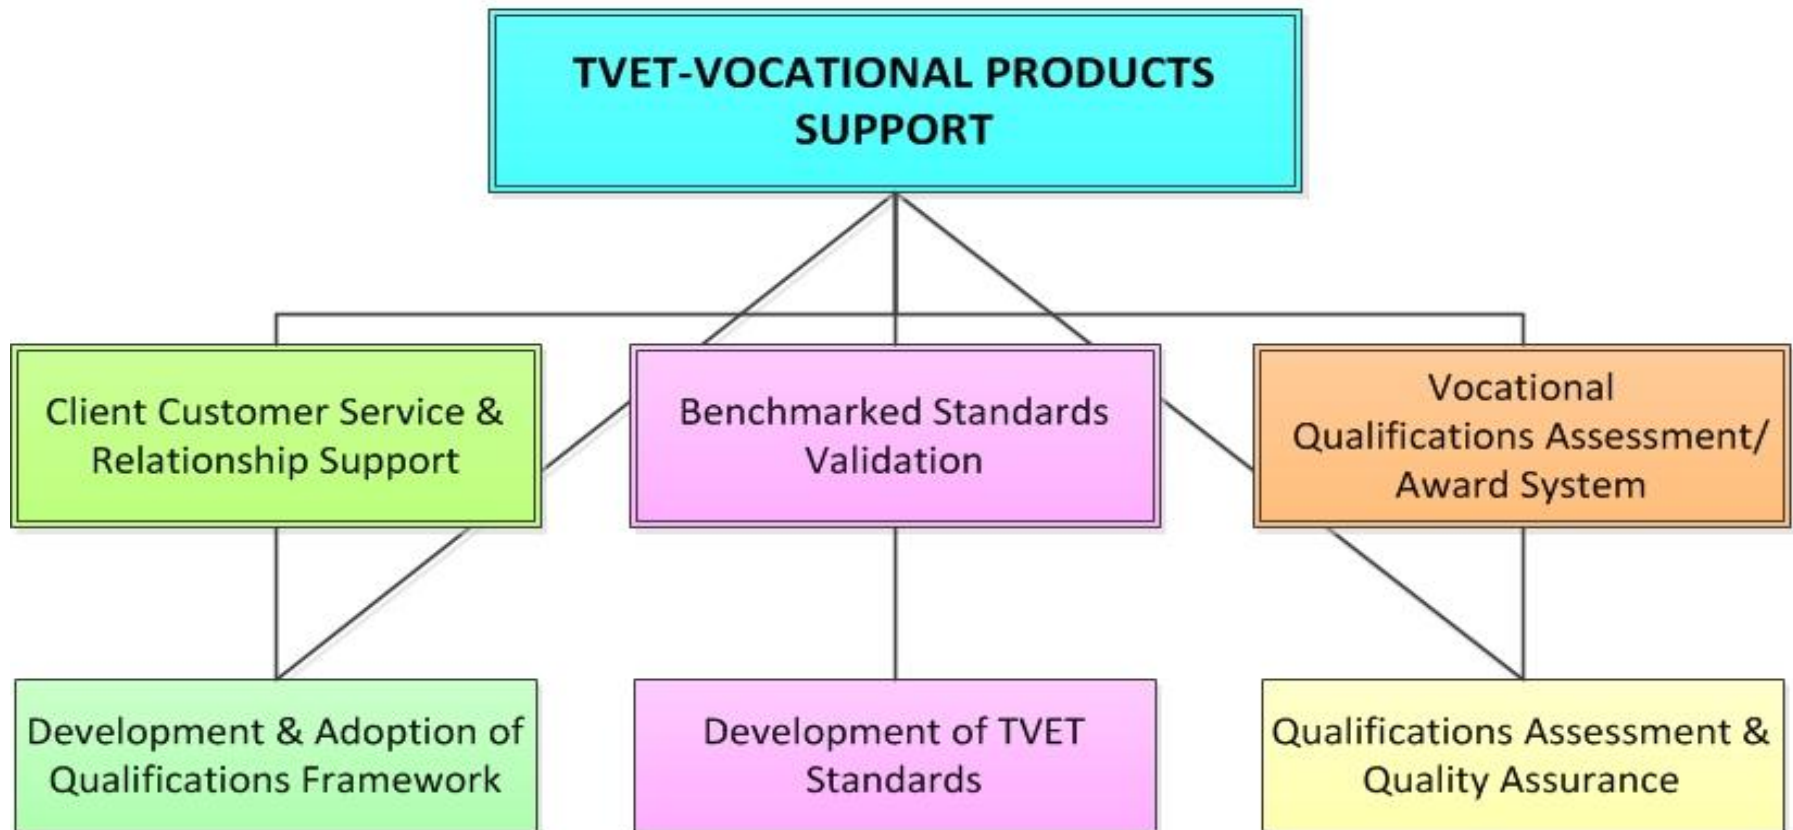 TVET-VOCATIONAL PRODUCTS
SUPPORT
Client Customer Service &
Relationship Support
Benchmarked Standards
Validation
Vocational
Qualifications Assessment/
Award System
Development & Adoption of
Qualifications Framework
Development of TVET
Standards
Qualifications Assessment &
Quality Assurance